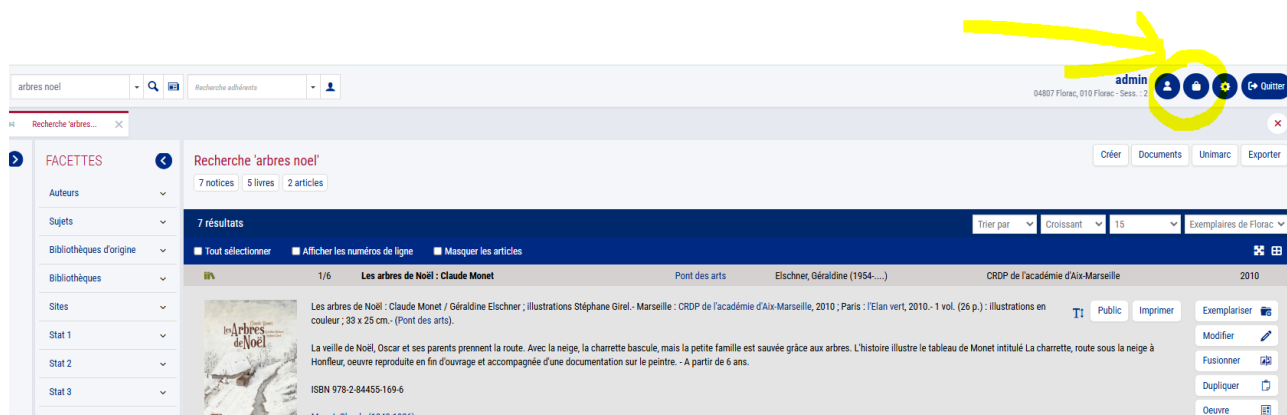 arbres noel
Recherche adhérents
admin
04807 Florac, 010 Florac - Sess. : 2
Quitter
Recherche 'arbres...
FACETTES
Auteurs
Sujets
Bibliothèques d'origine
Bibliothèques
Sites
Stat 1
Stat 2
Stat 3
Recherche 'arbres noel'
7 notices 5 livres 2 articles
Créer Documents Unimarc Exporter
7 résultats
Trier par Croissant 15 Exemplaires de Florac
Tout sélectionner Afficher les numéros de ligne Masquer les articles
1/6 Les arbres de Noël : Claude Monet Pont des arts Elschner, Géraldine (1954-....) CRDP de l'académie d'Aix-Marseille 2010
les Arbres
de Noël
Les arbres de Noël : Claude Monet / Géraldine Elschner ; illustrations Stéphane Girel.- Marseille : CRDP de l'académie d'Aix-Marseille, 2010 ; Paris : l'Elan vert, 2010.- 1 vol. (26 p.) : illustrations en
couleur ; 33 x 25 cm.- (Pont des arts).
La veille de Noël, Oscar et ses parents prennent la route. Avec la neige, la charrette bascule, mais la petite famille est sauvée grâce aux arbres. L'histoire illustre le tableau de Monet intitulé La charrette, route sous la neige à
Honfleur, oeuvre reproduite en fin d'ouvrage et accompagnée d'une documentation sur le peintre. - A partir de 6 ans.
ISBN 978-2-84455-169-6
Public Imprimer
Exemplariser
Modifier
Fusionner
Dupliquer
Oeuvre